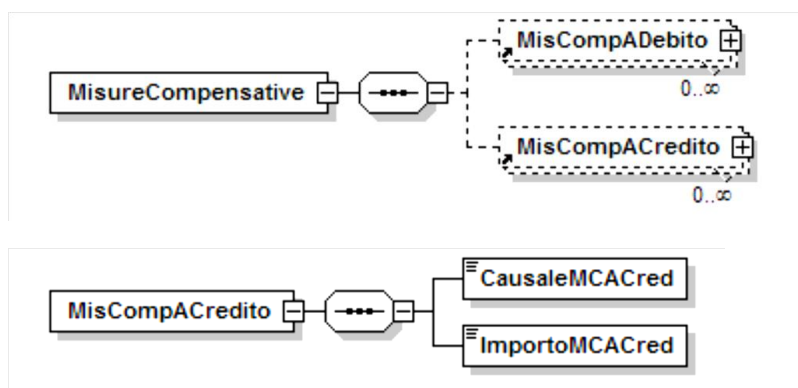 MisCompADebito
0..∞
MisureCompensative
MisCompACredito
0..∞
CausaleMCACred
MisCompACredito
ImportoMCACred